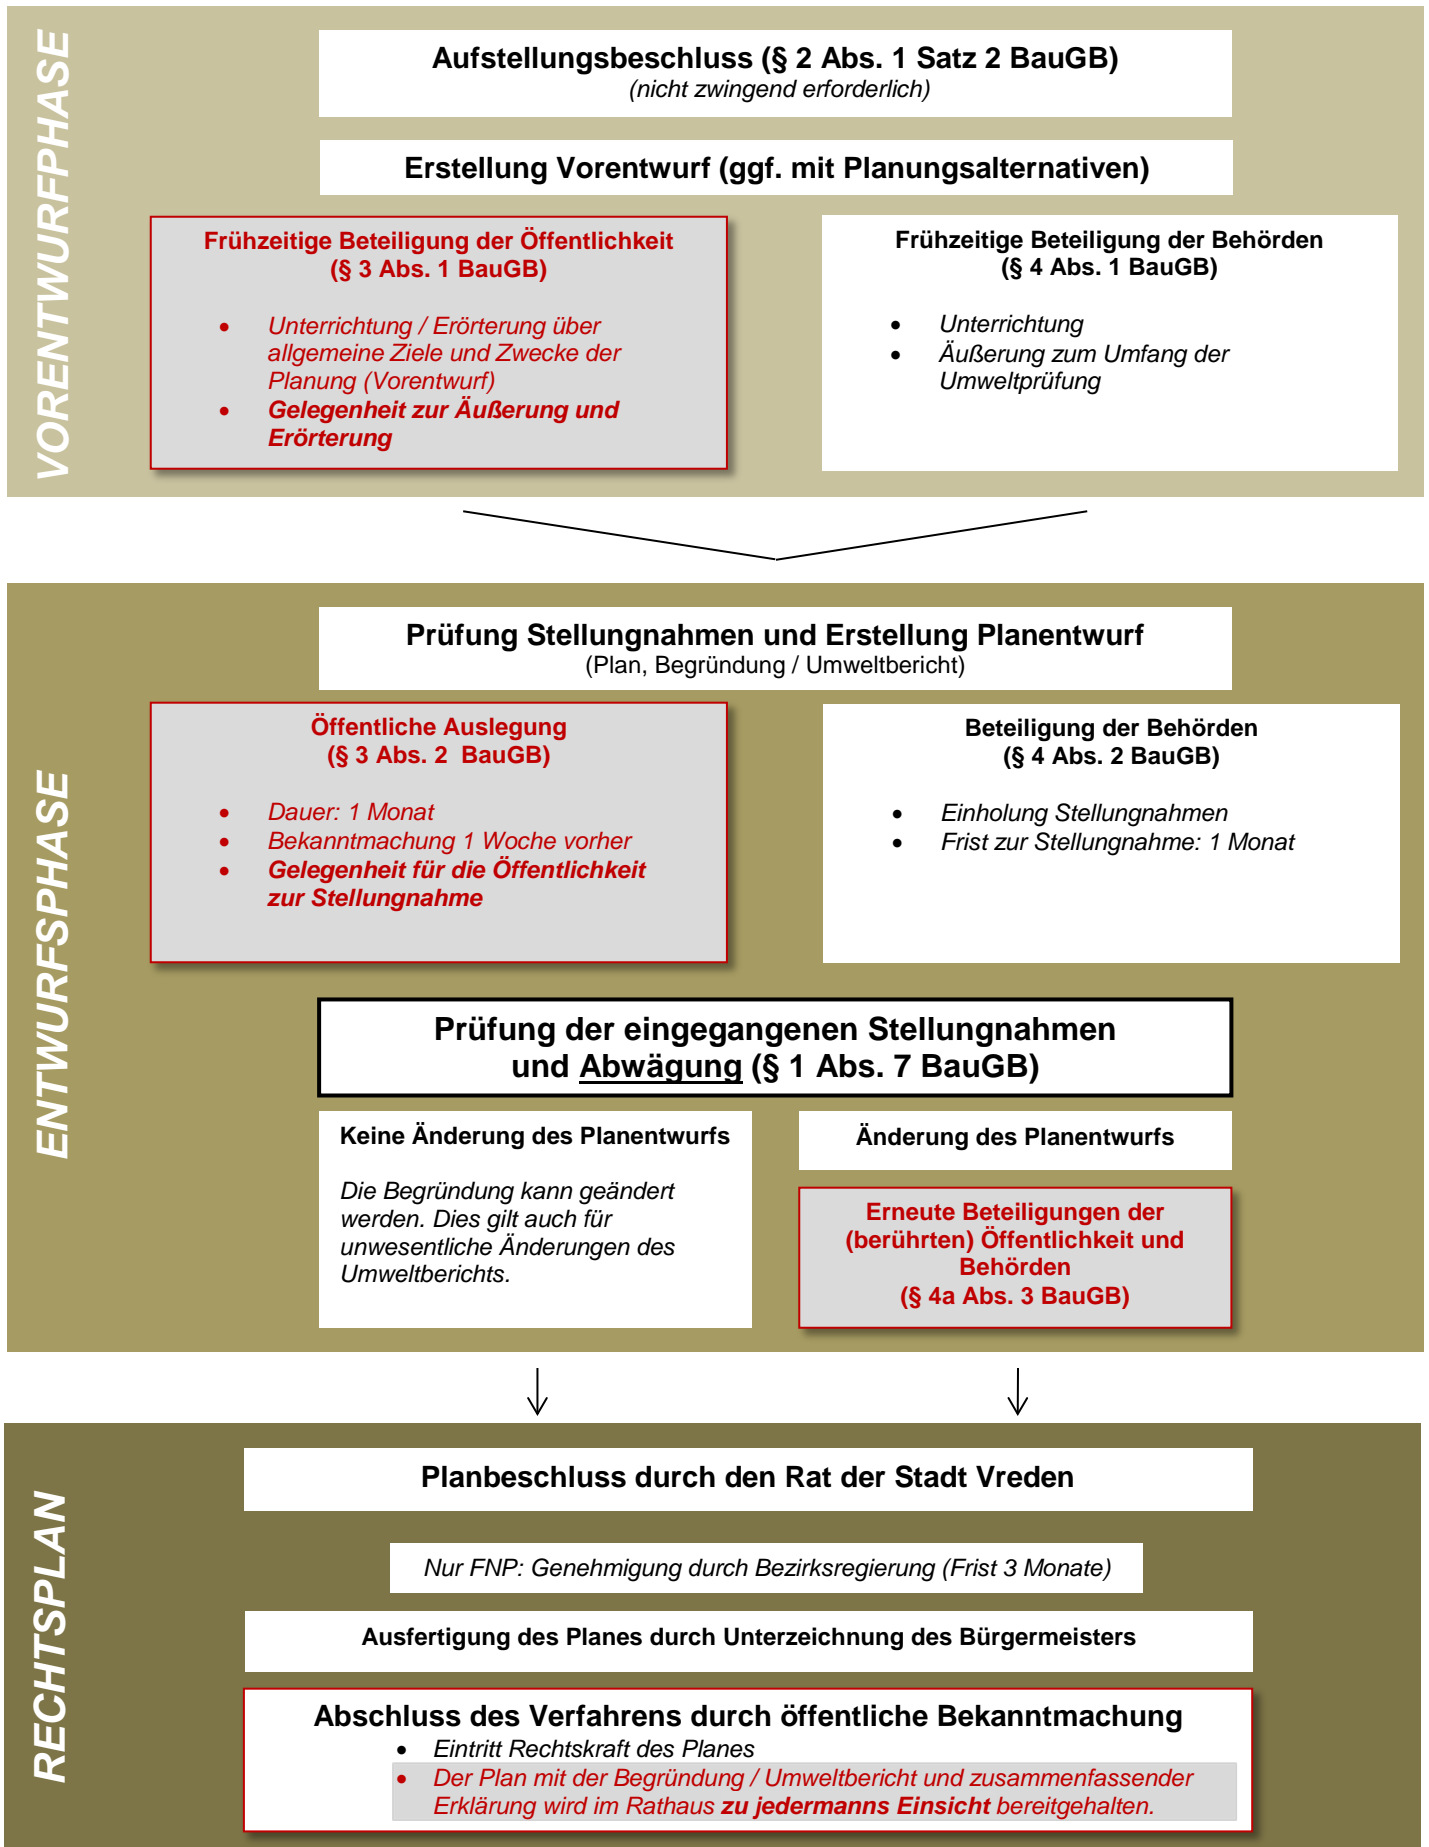 VORENTWURFPHASE
Aufstellungsbeschluss (§ 2 Abs. 1 Satz 2 BauGB)
(nicht zwingend erforderlich)
Erstellung Vorentwurf (ggf. mit Planungsalternativen)
Frühzeitige Beteiligung der Öffentlichkeit
(§ 3 Abs. 1 BauGB)
• Unterrichtung / Erörterung über
allgemeine Ziele und Zwecke der
Planung (Vorentwurf)
• Gelegenheit zur Äußerung und
Erörterung
Frühzeitige Beteiligung der Behörden
(§ 4 Abs. 1 BauGB)
• Unterrichtung
• Äußerung zum Umfang der
Umweltprüfung
ENTWURFSPHASE
Prüfung Stellungnahmen und Erstellung Planentwurf
(Plan, Begründung / Umweltbericht)
Öffentliche Auslegung
(§ 3 Abs. 2 BauGB)
• Dauer: 1 Monat
• Bekanntmachung 1 Woche vorher
• Gelegenheit für die Öffentlichkeit
zur Stellungnahme
Beteiligung der Behörden
(§ 4 Abs. 2 BauGB)
• Einholung Stellungnahmen
• Frist zur Stellungnahme: 1 Monat
Prüfung der eingegangenen Stellungnahmen
und Abwägung (§ 1 Abs. 7 BauGB)
Keine Änderung des Planentwurfs
Die Begründung kann geändert
werden. Dies gilt auch für
unwesentliche Änderungen des
Umweltberichts.
Änderung des Planentwurfs
Erneute Beteiligungen der
(berührten) Öffentlichkeit und
Behörden
(§ 4a Abs. 3 BauGB)
RECHTSPLAN
Planbeschluss durch den Rat der Stadt Vreden
Nur FNP: Genehmigung durch Bezirksregierung (Frist 3 Monate)
Ausfertigung des Planes durch Unterzeichnung des Bürgermeisters
Abschluss des Verfahrens durch öffentliche Bekanntmachung
• Eintritt Rechtskraft des Planes
• Der Plan mit der Begründung / Umweltbericht und zusammenfassender
Erklärung wird im Rathaus zu jedermanns Einsicht bereitgehalten.